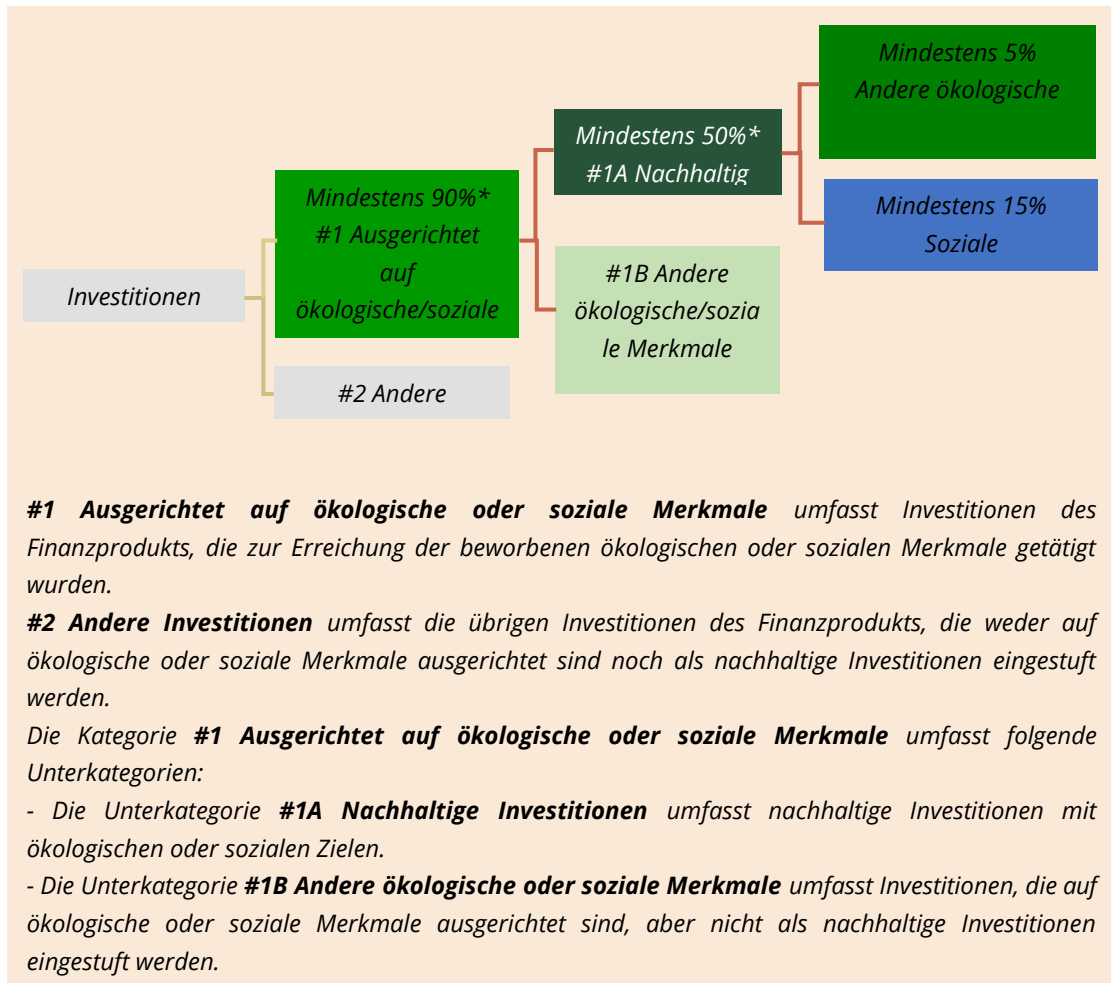 Mindestens 5%
Andere ökologische
Mindestens 50%*
#1A Nachhaltig
Mindestens 90%*
#1 Ausgerichtet
auf
ökologische/soziale
Mindestens 15%
Soziale
Investitionen
#1B Andere
ökologische/sozia
le Merkmale
#2 Andere
#1 Ausgerichtet auf ökologische oder soziale Merkmale umfasst Investitionen des
Finanzprodukts, die zur Erreichung der beworbenen ökologischen oder sozialen Merkmale getätigt
wurden.
#2 Andere Investitionen umfasst die übrigen Investitionen des Finanzprodukts, die weder auf
ökologische oder soziale Merkmale ausgerichtet sind noch als nachhaltige Investitionen eingestuft
werden.
Die Kategorie #1 Ausgerichtet auf ökologische oder soziale Merkmale umfasst folgende
Unterkategorien:
- Die Unterkategorie #1A Nachhaltige Investitionen umfasst nachhaltige Investitionen mit
ökologischen oder sozialen Zielen.
- Die Unterkategorie #1B Andere ökologische oder soziale Merkmale umfasst Investitionen, die auf
ökologische oder soziale Merkmale ausgerichtet sind, aber nicht als nachhaltige Investitionen
eingestuft werden.